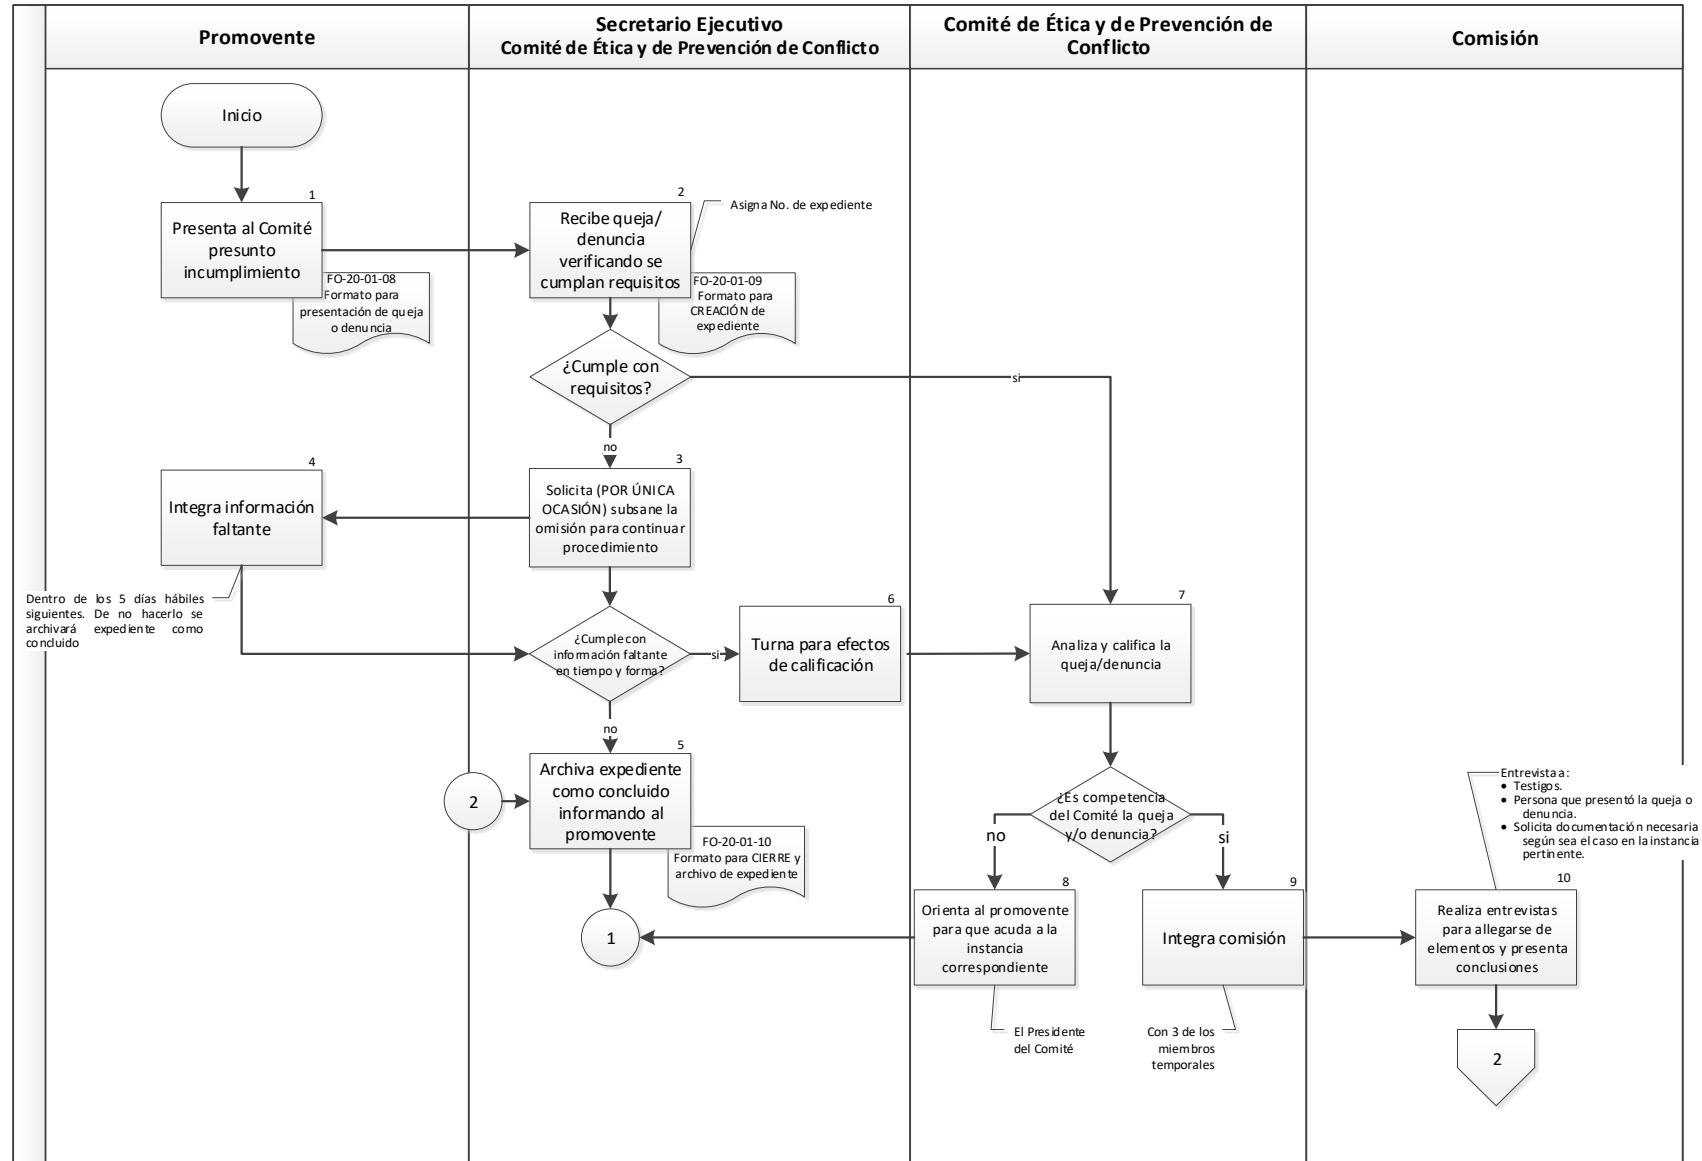 Promovente
Secretario Ejecutivo
Comité de Ética y de Prevención de Conflicto
Comité de Ética y de Prevención de
Conflicto
Comisión
Inicio
1
Presenta al Comité
presunto
incumplimiento
FO-20-01-08
Formato para
presentación de queja
o denuncia
2
Recibe queja/
denuncia
verificando se
cumplan requisitos
Asigna No. de expediente
FO-20-01-09
Formato para
CREACIÓN de
expediente
¿Cumple con
requisitos?
si
no
3
Solicita (POR ÚNICA
OCASIÓN) subsane la
omisión para continuar
procedimiento
4
Integra información
faltante
Dentro de los 5 días hábiles
siguientes. De no hacerlo se
archivará expediente como
concluido
¿Cumple con
información faltante
en tiempo y forma?
si
no
6
Turna para efectos
de calificación
7
Analiza y califica la
queja/denuncia
5
Archiva expediente
como concluido
informando al
promovente
2
FO-20-01-10
Formato para CIERRE y
archivo de expediente
1
¿Es competencia
del Comité la queja
y/o denuncia?
no
si
8
Orienta al promovente
para que acuda a la
instancia
correspondiente
El Presidente
del Comité
9
Integra comisión
Con 3 de los
miembros
temporales
Entrevista a:
• Testigos.
• Persona que presentó la queja o
denuncia.
• Solicita documentación necesaria
según sea el caso en la instancia
pertinente.
10
Realiza entrevistas
para allegarse de
elementos y presenta
conclusiones
2